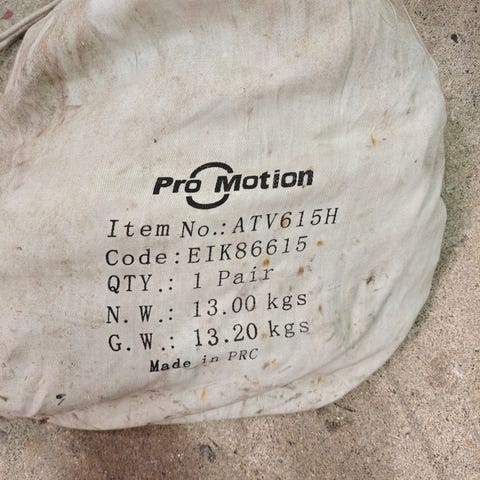 Pro Motion
Item No.: ATV615H
Code: EIK86615
QTY.: 1 Pair
N.W.: 13.00 kgs
G.W.: 13.20 kgs
Made in PRC